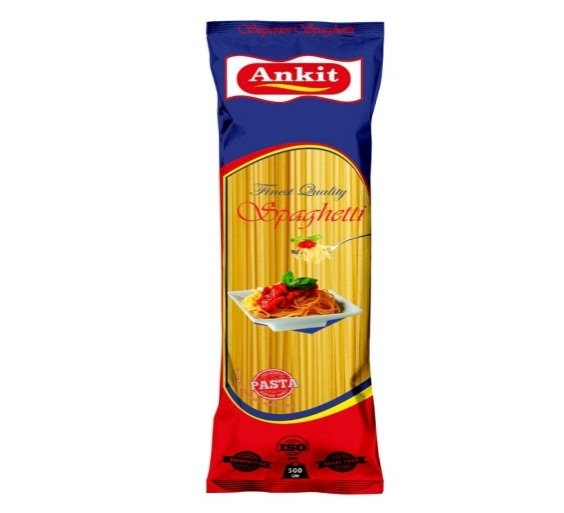 Superior Spaghetti
Ankit
Finest Quality
Spaghetti
PASTA
ISO
500
GM